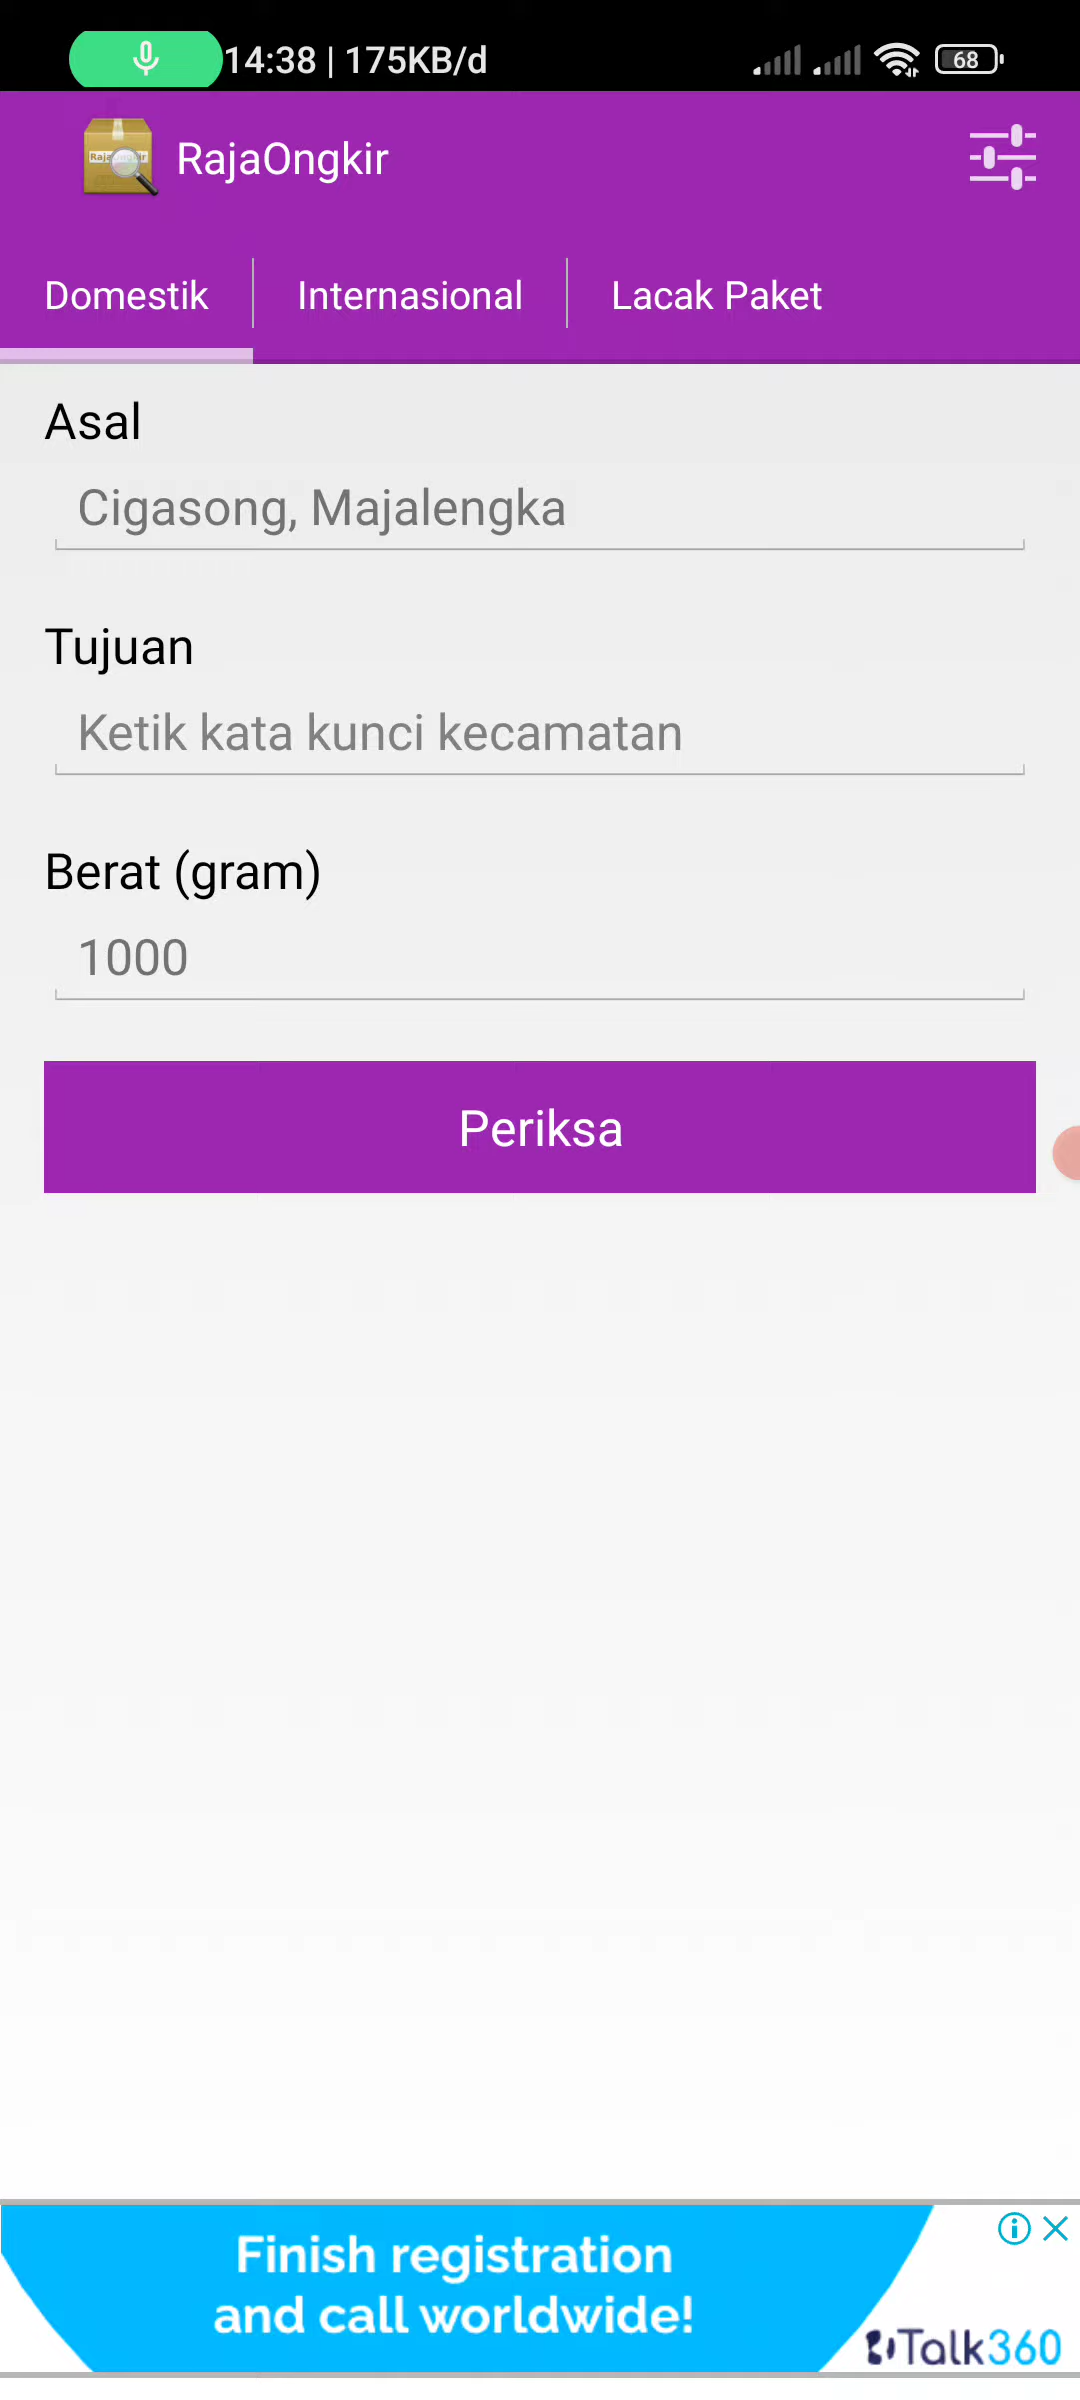 14:38 | 175KB/d
68
RajaOngkir
Domestik
Internasional
Lacak Paket
Asal
Cigasong, Majalengka
Tujuan
Ketik kata kunci kecamatan
Berat (gram)
1000
Periksa
Finish registration
and call worldwide!
Talk360